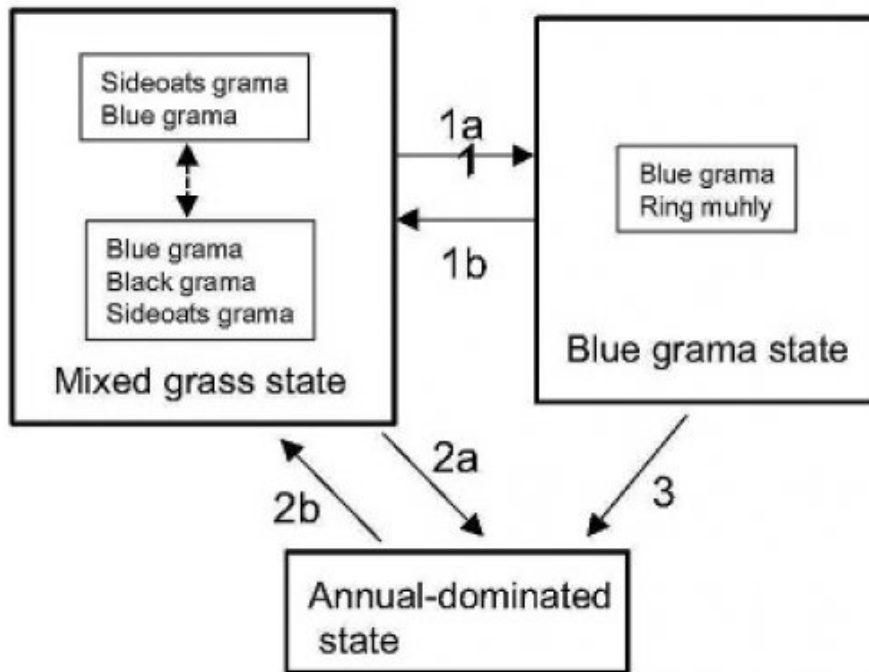 Sideoats grama
Blue grama
Blue grama
Black grama
Sideoats grama
Mixed grass state
1a
1
1b
Blue grama
Ring muhly
Blue grama state
2a
2b
3
Annual-dominated
state